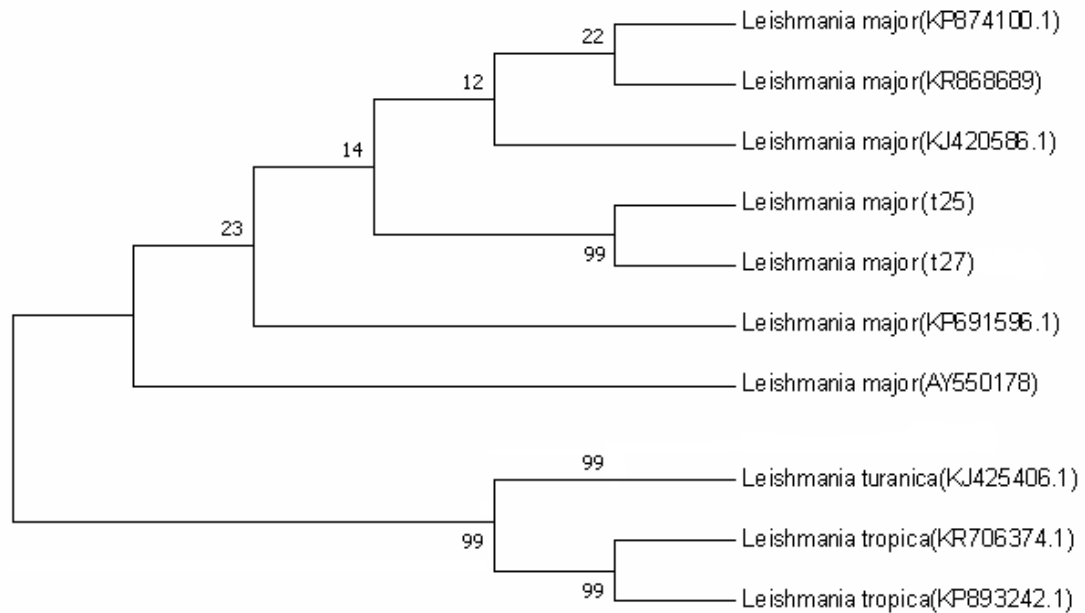 Leishmania major(KP874100.1)
22
Leishmania major(KR868689)
12
Leishmania major(KJ420586.1)
14
Leishmania major(t25)
23
99
Leishmania major(t27)
Leishmania major(KP691596.1)
Leishmania major(AY550178)
99
Leishmania turanica(KJ425406.1)
99
Leishmania tropica(KR706374.1)
99
Leishmania tropica(KP893242.1)